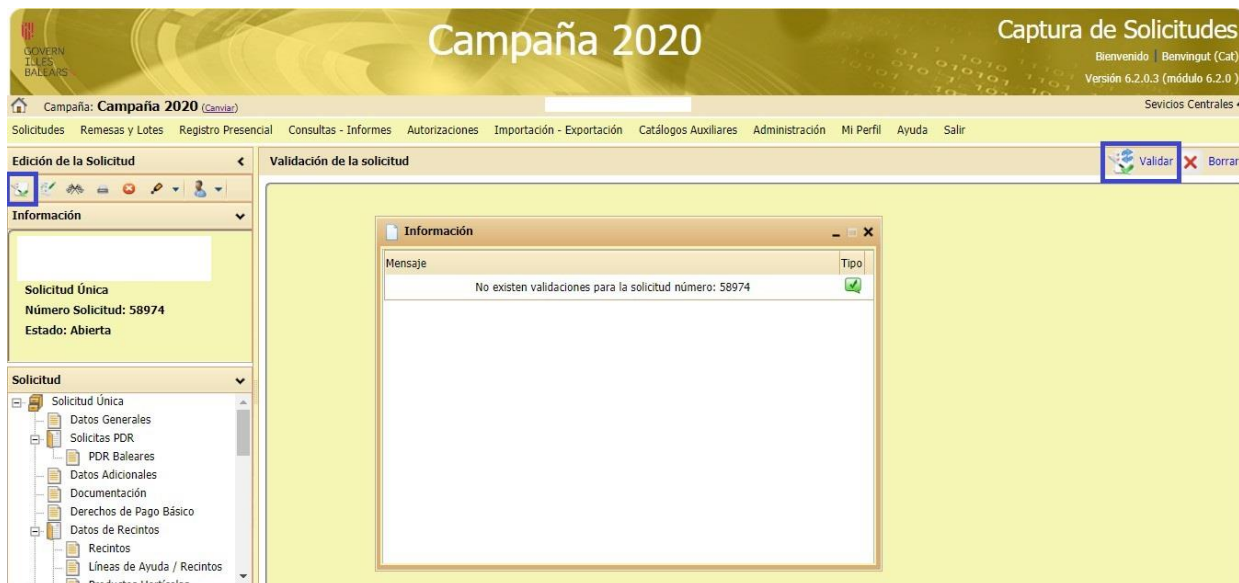 GOVERN
ILLES
BALEARS
Campaña 2020
Captura de Solicitudes
Bienvenido | Benvingut (Cat)
Versión 6.2.0.3 (módulo 6.2.0 )
Campaña: Campaña 2020 (Canviar)
Sevicios Centrales
Solicitudes Remesas y Lotes Registro Presencial Consultas - Informes Autorizaciones Importación - Exportación Catálogos Auxiliares Administración Mi Perfil Ayuda Salir
Edición de la Solicitud
Validación de la solicitud
Validar
Borrar
Información
Solicitud Única
Número Solicitud: 58974
Estado: Abierta
Información
Mensaje Tipo
No existen validaciones para la solicitud número: 58974
Solicitud
Solicitud Única
Datos Generales
Solicitas PDR
PDR Baleares
Datos Adicionales
Documentación
Derechos de Pago Básico
Datos de Recintos
Recintos
Líneas de Ayuda / Recintos